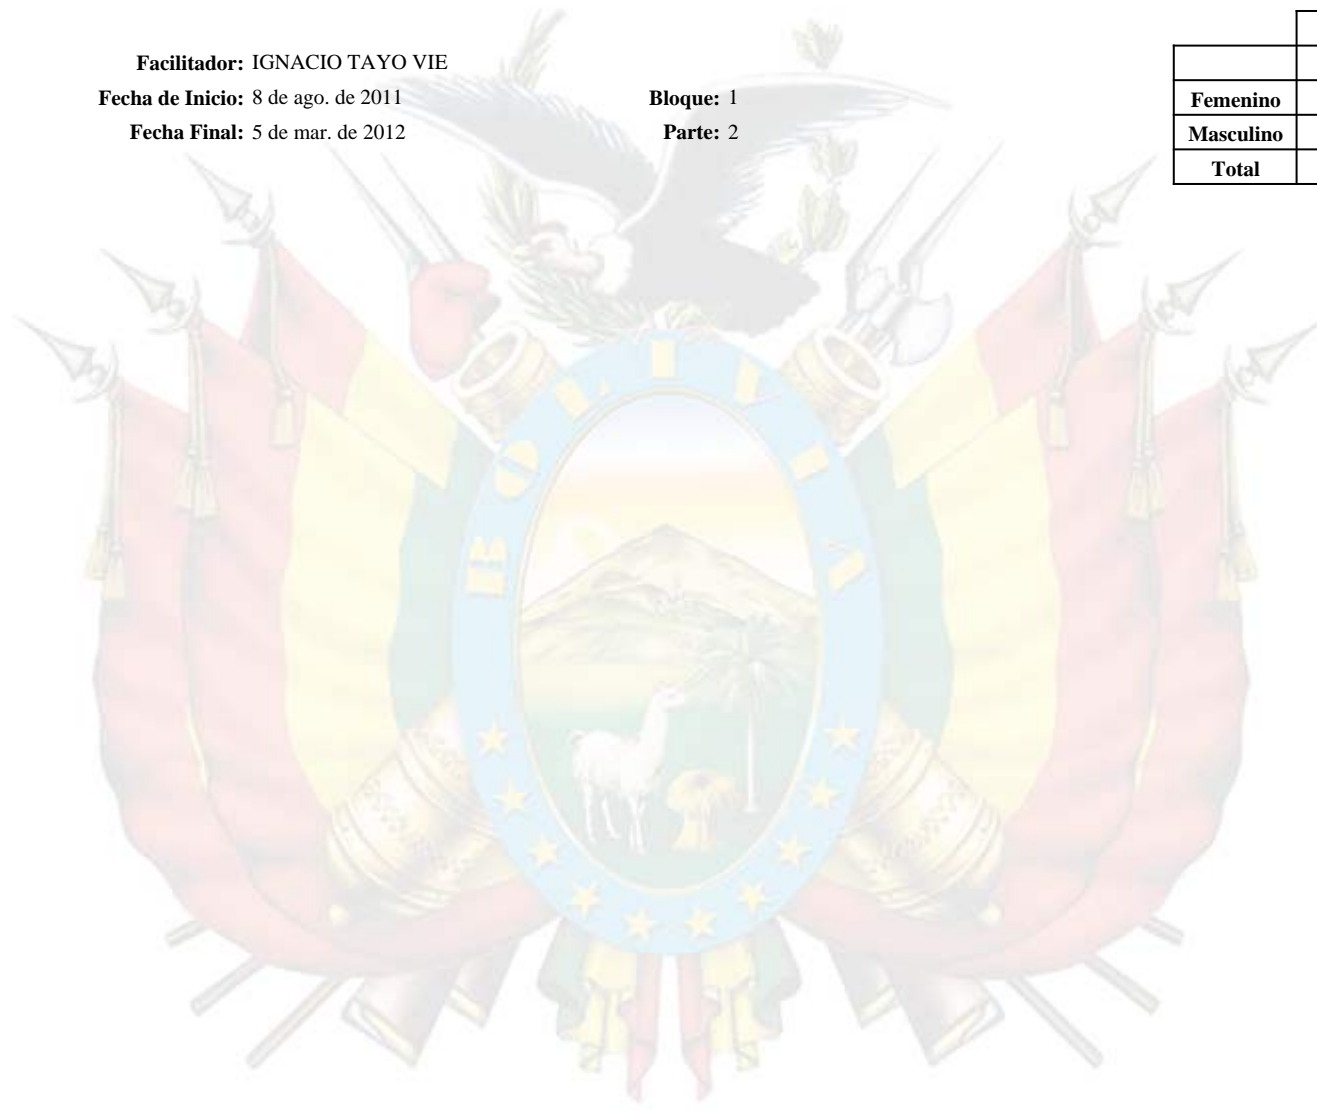 Facilitador: IGNACIO TAYO VIE
Fecha de Inicio: 8 de ago. de 2011
Bloque: 1
Fecha Final: 5 de mar. de 2012
Parte: 2
Femenino
Masculino
Total
BOLIVIA